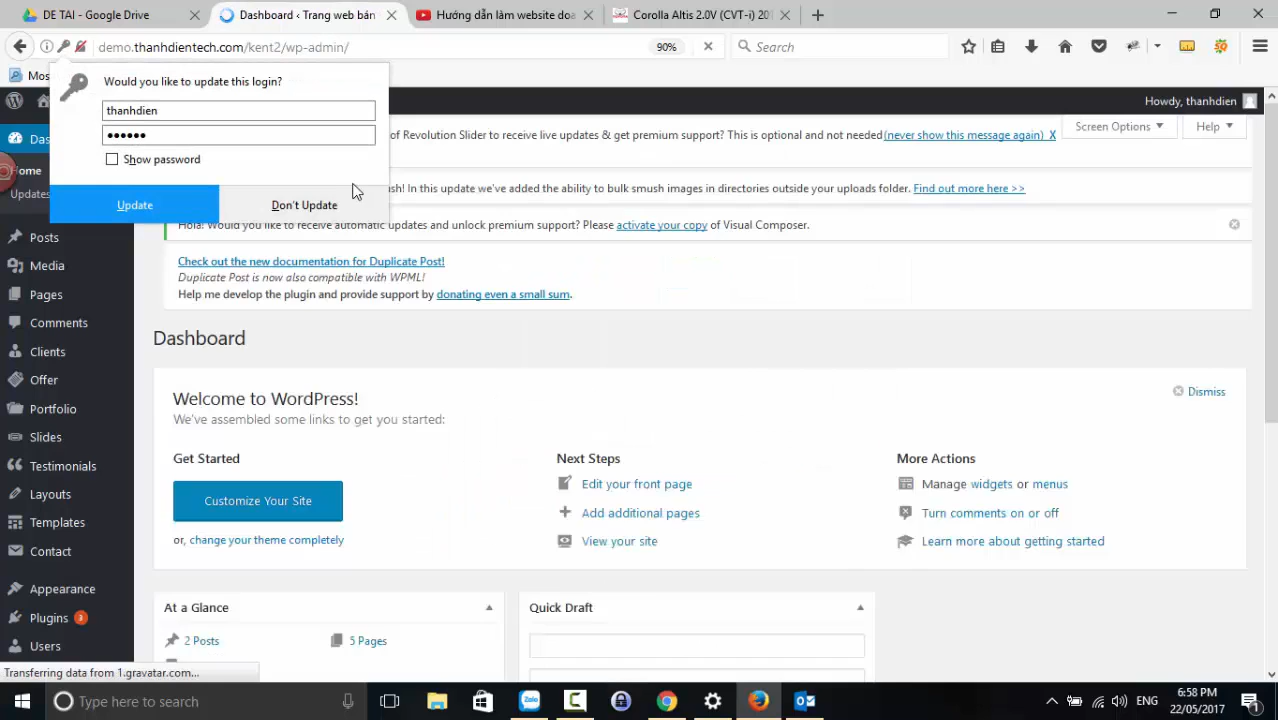 DE TAI - Google Drive
Dashboard ‹ Trang web bán
Hướng dẫn làm website doa
Corolla Altis 2.0V (CVT-i) 20
demo.thanhdientech.com/kent2/wp-admin/
90%
Search
Mos
Would you like to update this login?
thanhdien
••••••
Show password
Update
Don't Update
Howdy, thanhdien
Das
of Revolution Slider to receive live updates & get premium support? This is optional and not needed (never show this message again) X
Screen Options
Help
Home
Updates
sh! In this update we've added the ability to bulk smush images in directories outside your uploads folder. Find out more here >>
Hola! Would you like to receive automatic updates and unlock premium support? Please activate your copy of Visual Composer.
Check out the new documentation for Duplicate Post!
Duplicate Post is now also compatible with WPML!
Help me develop the plugin and provide support by donating even a small sum.
Posts
Media
Pages
Comments
Clients
Offer
Portfolio
Slides
Testimonials
Layouts
Templates
Contact
Appearance
Plugins 3
Users
Dashboard
Welcome to WordPress!
Dismiss
We've assembled some links to get you started:
Get Started
Customize Your Site
or, change your theme completely
Next Steps
Edit your front page
Add additional pages
View your site
More Actions
Manage widgets or menus
Turn comments on or off
Learn more about getting started
At a Glance
2 Posts
5 Pages
Quick Draft
Transferring data from 1.gravatar.com...
Type here to search
Zalo
ENG
6:58 PM
22/05/2017
1